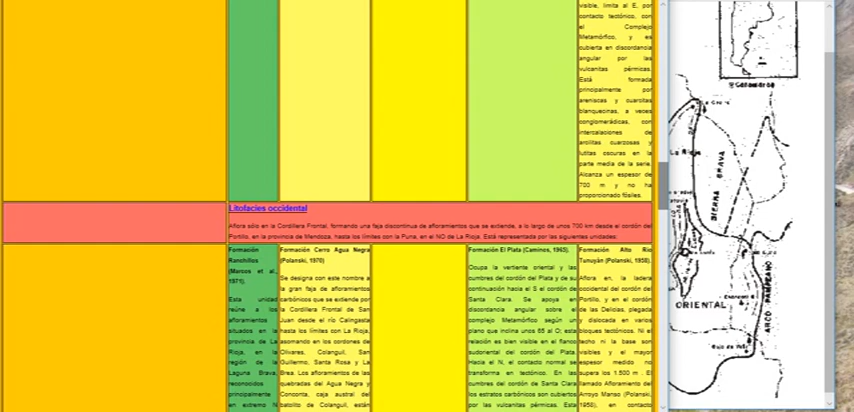 visible, limita al E, por
contacto tectónico, con
el Complejo
Metamórfico, y es
cubierta en discordancia
angular por las
vulcanitas pérmicas.
Está formada
principalmente por
areniscas y cuarcitas
blanquecinas, a veces
conglomerádicas, con
intercalaciones de
arcilitas cuarzosas y
lutitas oscuras en la
parte media de la serie.
Alcanza un espesor de
700 m y no ha
proporcionado fósiles.
Litofacies occidental
Aflora sólo en la Cordillera Frontal, formando una faja discontinua de afloramientos que se extiende, a lo largo de unos 700 km desde el cordón del
Portillo, en la provincia de Mendoza, hasta los límites con la Puna, en el NO de La Rioja. Está representada por las siguientes unidades:
Formación
Ranchillos
(Marcos et al.,
1971).
Esta unidad
reúne a los
afloramientos
situados en la
provincia de La
Rioja, en la
región de la
Laguna Brava,
reconocidos
principalmente
en extremo N
Formación Cerro Agua Negra
(Polanski, 1970)
Se designa con este nombre a
la gran faja de afloramientos
carbónicos que se extiende por
la Cordillera Frontal de San
Juan desde el río Calingasta
hasta los límites con La Rioja,
asomando en los cordones de
Olivares, Colanguil, San
Guillermo, Santa Rosa y La
Brea. Los afloramientos de las
quebradas del Agua Negra y
Conconta, caja austral del
batolito de Colanguil, están
Formación El Plata (Caminos, 1965).
Ocupa la vertiente oriental y las
cumbres del cordón del Plata y de su
continuación hacia el S el cordón de
Santa Clara. Se apoya en
discordancia angular sobre el
complejo Metamórfico según un
plano que inclina unos 65 al O; esta
relación es bien visible en el flanco
sudoriental del cordón del Plata.
Hacia el N, el contacto normal se
transforma en tectónico. En las
cumbres del cordón de Santa Clara
los estratos carbónicos son cubiertos
por las vulcanitas pérmicas. Esta
Formación Alto Río
Tunuyán (Polanski, 1958).
Aflora, en la ladera
occidental del cordón del
Portillo, y en el cordón
de las Delicias, plegada
y dislocada en varios
bloques tectónicos. Ni el
techo ni la base son
visibles y el mayor
espesor medido no
supera los 1.500 m . El
llamado Afloramiento del
Arroyo Manso (Polanski,
1958), en contacto
La Rioja
SIERRA BRAVA
ORIENTAL
ARCO PAMPEANO